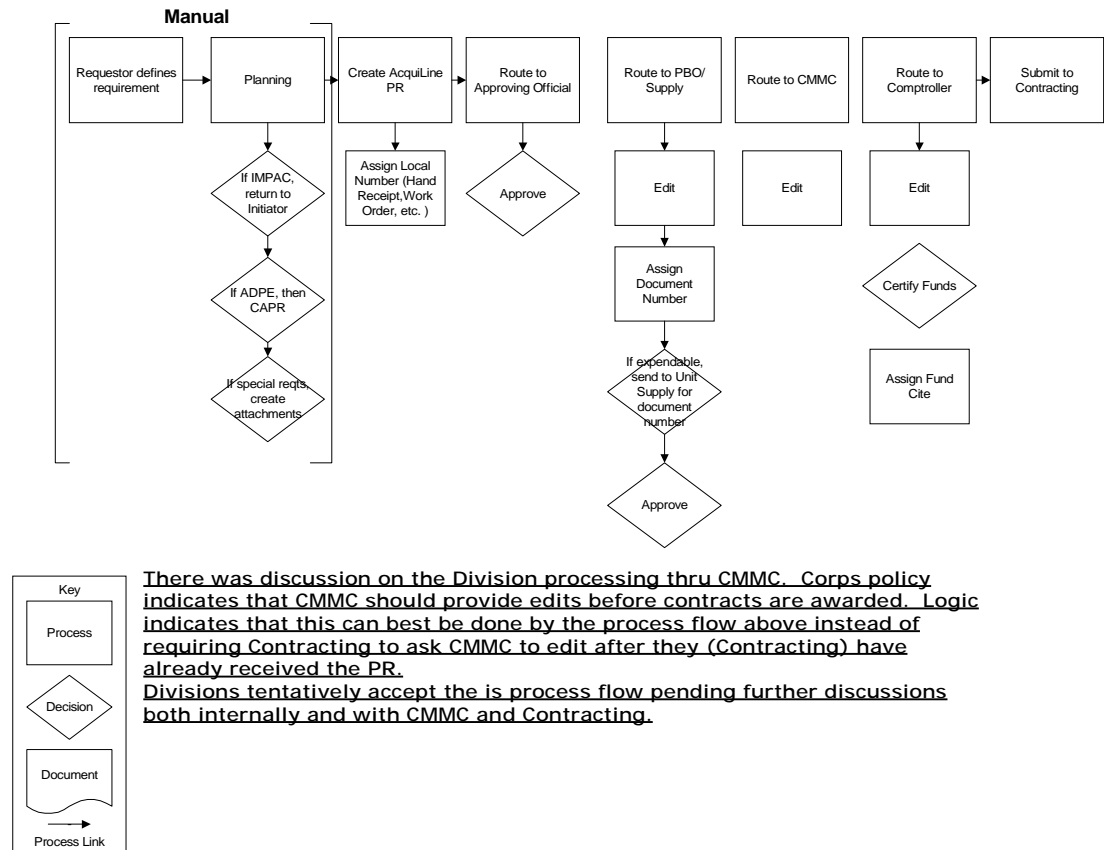 Manual
Requestor defines
requirement
Planning
Create AcquiLine
PR
Route to
Approving Official
Route to PBO/
Supply
Route to CMMC
Route to
Comptroller
Submit to
Contracting
If IMPAC,
return to
Initiator
Assign Local
Number (Hand
Receipt,Work
Order, etc. )
Approve
Edit
Edit
Edit
If ADPE, then
CAPR
Assign
Document
Number
Certify Funds
If special reqts,
create
attachments
If expendable,
send to Unit
Supply for
document
number
Assign Fund
Cite
Approve
Key
Process
Decision
Document
Process Link
There was discussion on the Division processing thru CMMC.  Corps policy
indicates that CMMC should provide edits before contracts are awarded.  Logic
indicates that this can best be done by the process flow above instead of
requiring Contracting to ask CMMC to edit after they (Contracting) have
already received the PR.
Divisions tentatively accept the is process flow pending further discussions
both internally and with CMMC and Contracting.